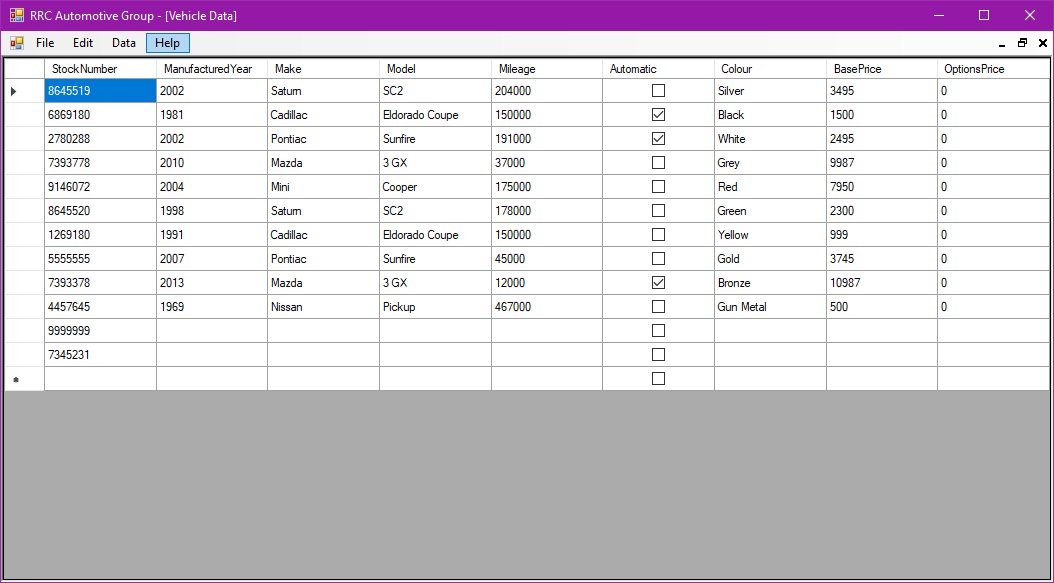 RRC Automotive Group - [Vehicle Data]
File Edit Data Help
StockNumber ManufacturedYear Make Model Mileage Automatic Colour BasePrice OptionsPrice
8645519 2002 Saturn SC2 204000 Silver 3495 0
6869180 1981 Cadillac Eldorado Coupe 150000 Black 1500 0
2780288 2002 Pontiac Sunfire 191000 White 2495 0
7393778 2010 Mazda 3 GX 37000 Grey 9987 0
9146072 2004 Mini Cooper 175000 Red 7950 0
8645520 1998 Saturn SC2 178000 Green 2300 0
1269180 1991 Cadillac Eldorado Coupe 150000 Yellow 999 0
5555555 2007 Pontiac Sunfire 45000 Gold 3745 0
7393378 2013 Mazda 3 GX 12000 Bronze 10987 0
4457645 1969 Nissan Pickup 467000 Gun Metal 500 0
9999999
7345231